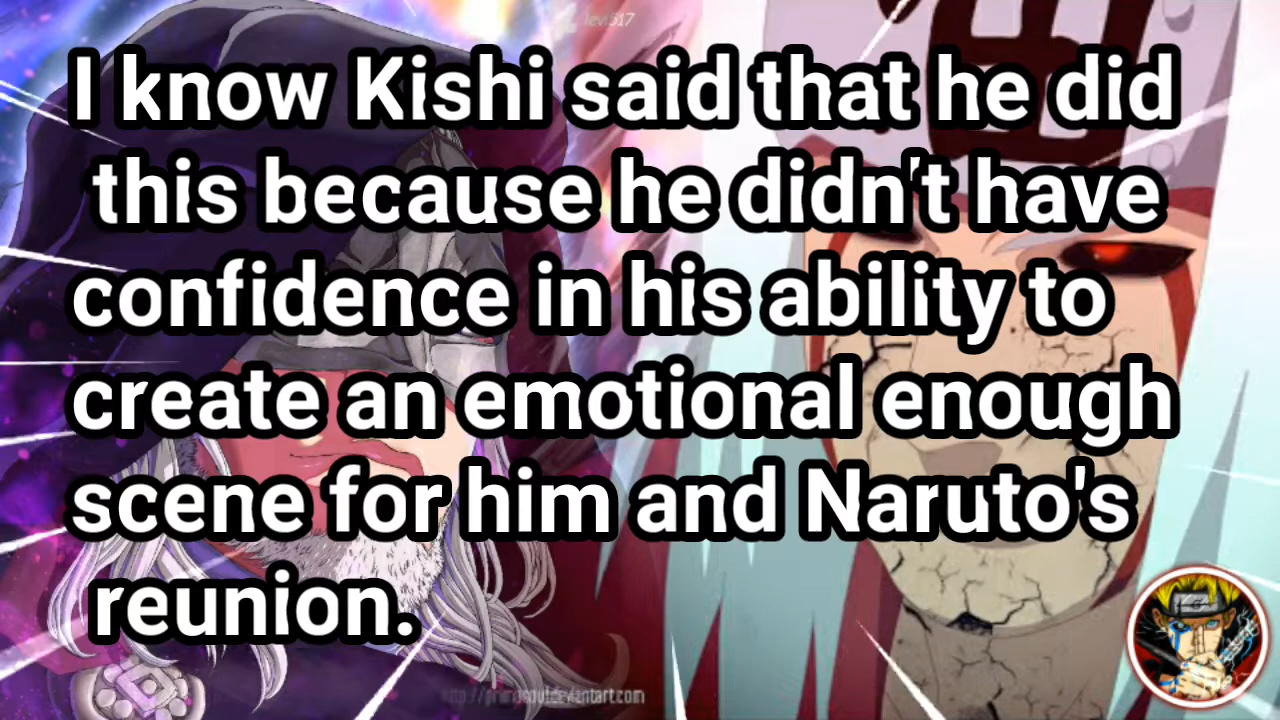 levi517
I know Kishi said that he did
this because he didn't have
confidence in his ability to
create an emotional enough
scene for him and Naruto's
reunion.